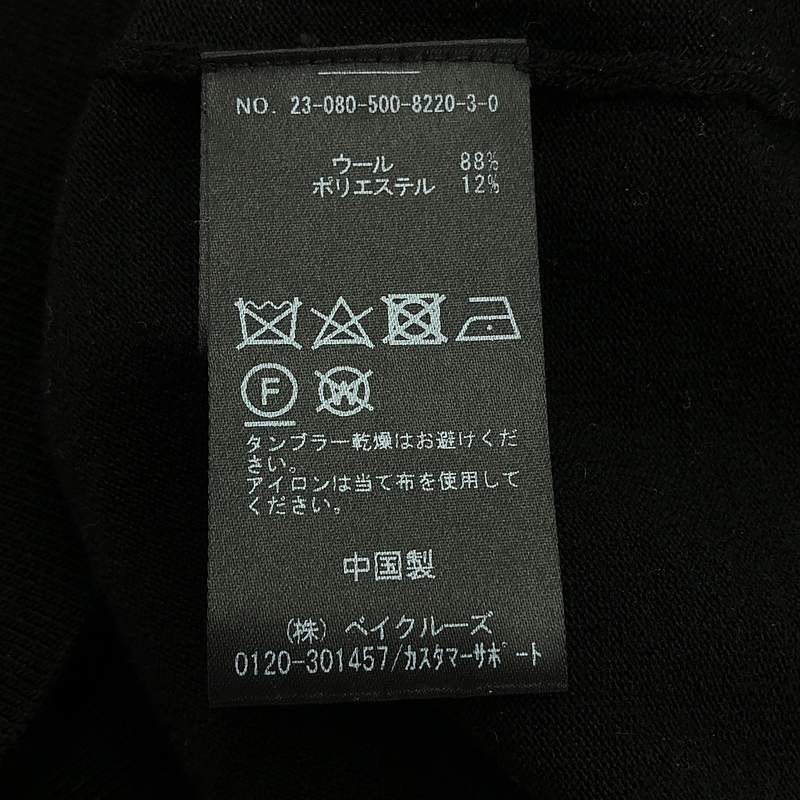 NO. 23-080-500-8220-3-0
ウール 88%
ポリエステル 12%
F W
タンブラー乾燥はお避けくだ
さい。
アイロンは当て布を使用して
ください。
中国製
(株) ベイクルーズ
0120-301457/カスタマーサポート